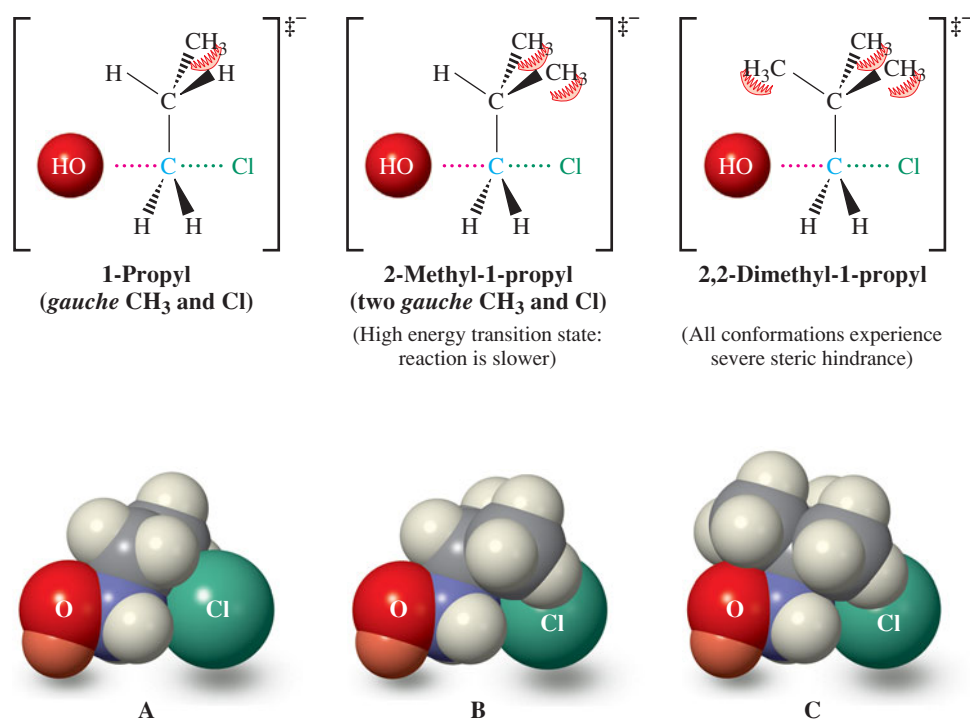 ‡−
CH3
H
H
C
HO
C
Cl
H
H
1-Propyl
(gauche CH3 and Cl)
‡−
CH3
H
CH3
C
HO
C
Cl
H
H
2-Methyl-1-propyl
(two gauche CH3 and Cl)
(High energy transition state:
reaction is slower)
‡−
CH3
H3C
CH3
C
HO
C
Cl
H
H
2,2-Dimethyl-1-propyl
(All conformations experience
severe steric hindrance)
O
Cl
A
O
Cl
B
O
Cl
C